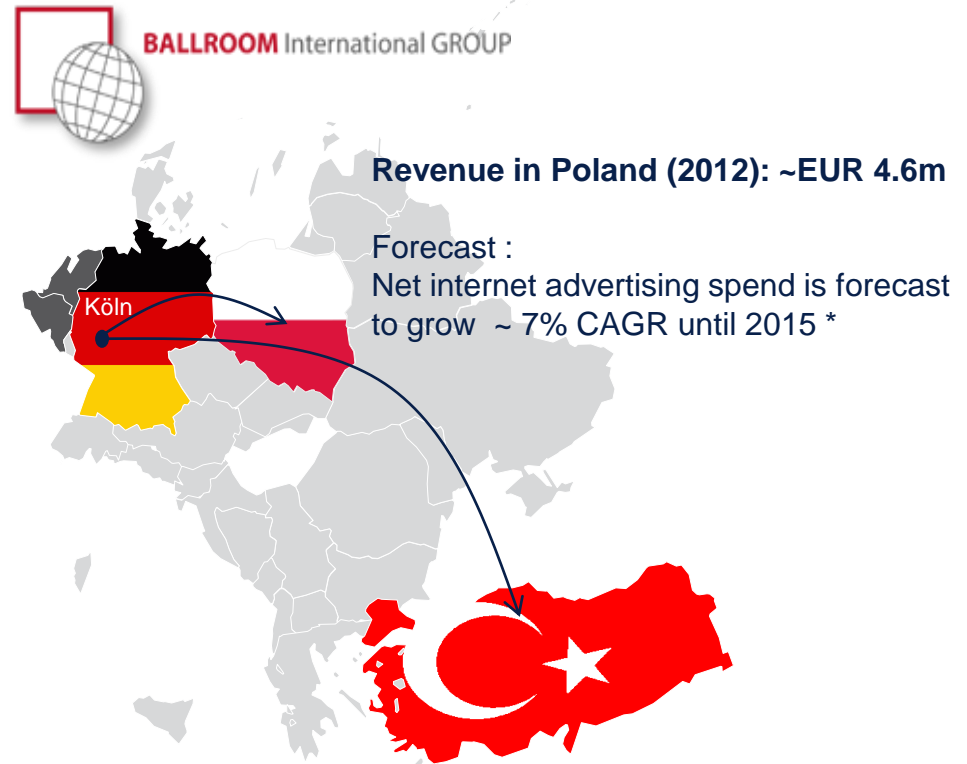 BALLROOM International GROUP
Revenue in Poland (2012): ~EUR 4.6m
Forecast :
Net internet advertising spend is forecast
to grow ~ 7% CAGR until 2015 *
Köln